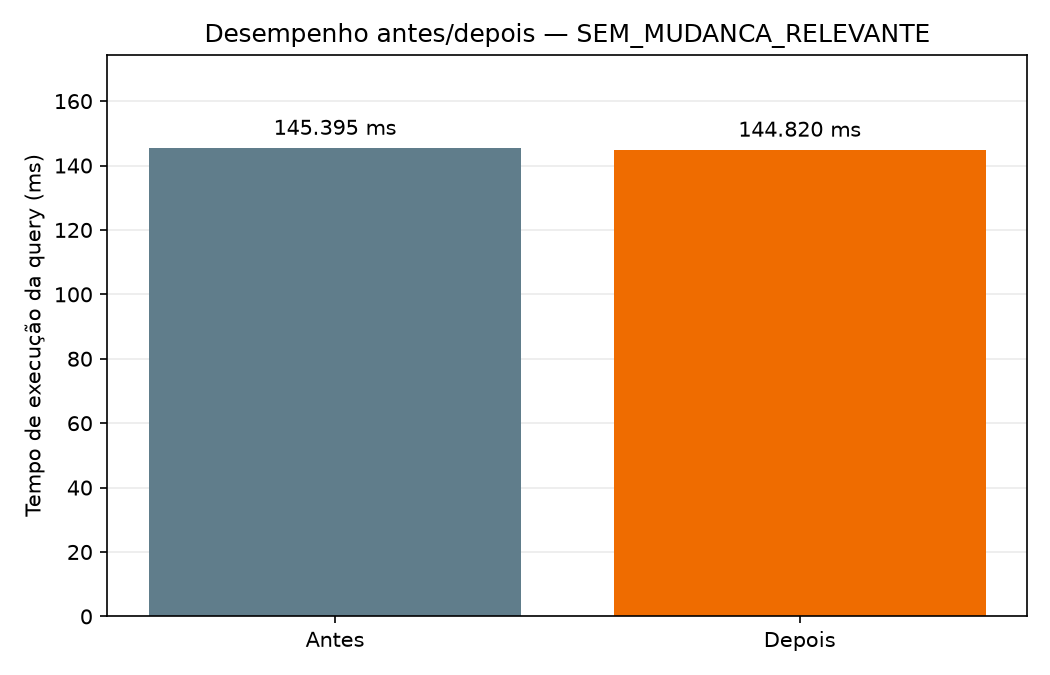 Desempenho antes/depois — SEM_MUDANCA_RELEVANTE
Tempo de execução da query (ms)
160
140
120
100
80
60
40
20
0
145.395 ms
144.820 ms
Antes
Depois